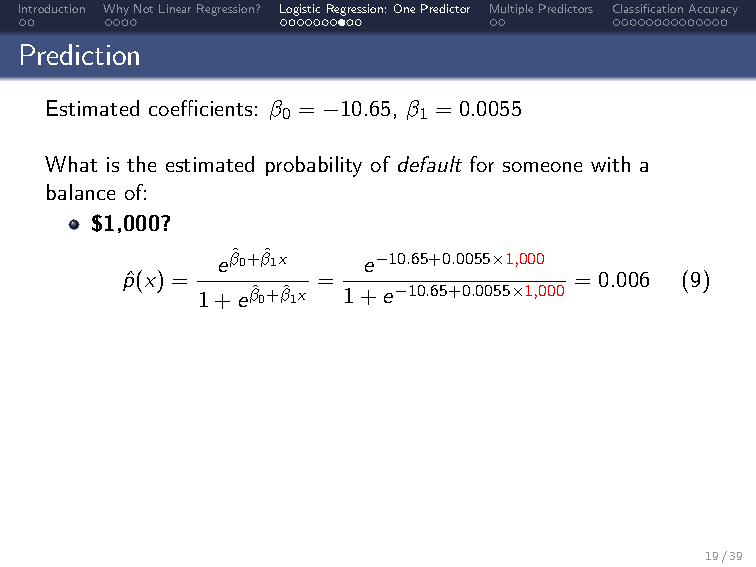 Introduction Why Not Linear Regression? Logistic Regression: One Predictor Multiple Predictors Classification Accuracy
Prediction
Estimated coefficients: β₀ = −10.65, β₁ = 0.0055
What is the estimated probability of default for someone with a
balance of:
$1,000?
p̂(x) = e^(β̂₀+β̂₁x) / (1 + e^(β̂₀+β̂₁x)) = e^(−10.65+0.0055×1,000) / (1 + e^(−10.65+0.0055×1,000)) = 0.006 (9)
19 / 39